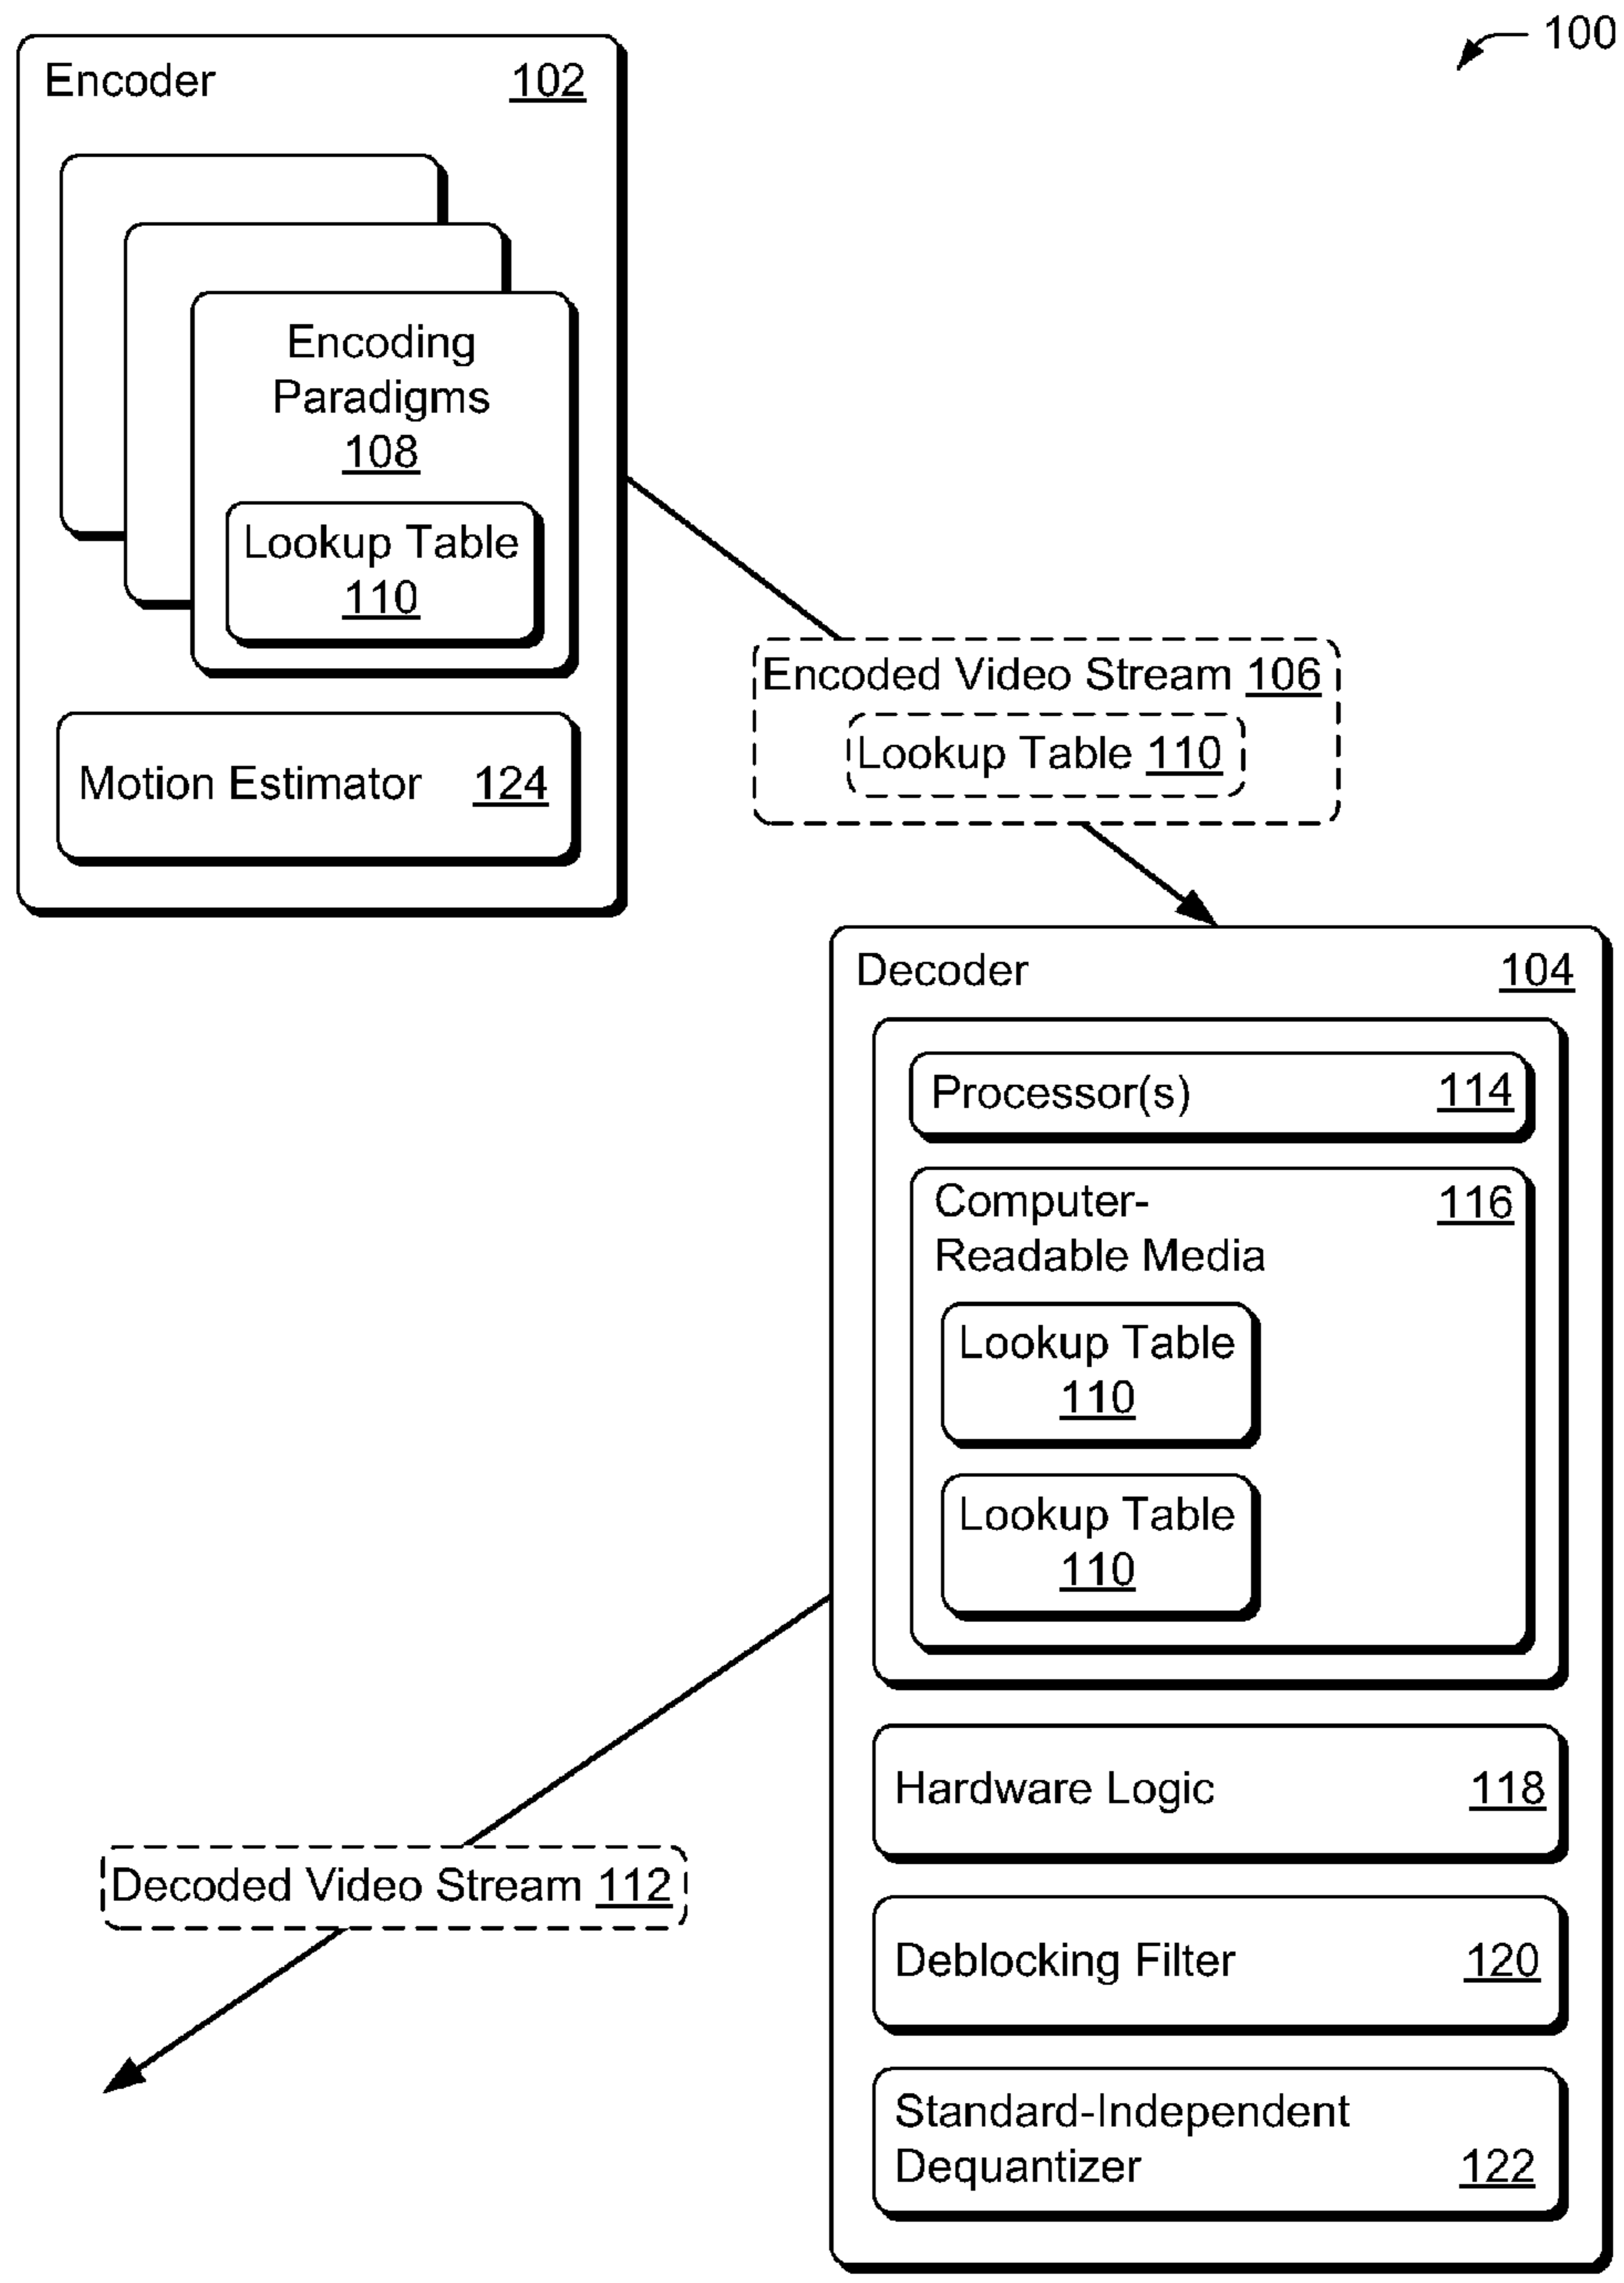 100
Encoder 102
Encoding
Paradigms
108
Lookup Table
110
Motion Estimator 124
Encoded Video Stream 106
Lookup Table 110
Decoder 104
Processor(s) 114
Computer- 116
Readable Media
Lookup Table
110
Lookup Table
110
Hardware Logic 118
Decoded Video Stream 112
Deblocking Filter 120
Standard-Independent
Dequantizer 122